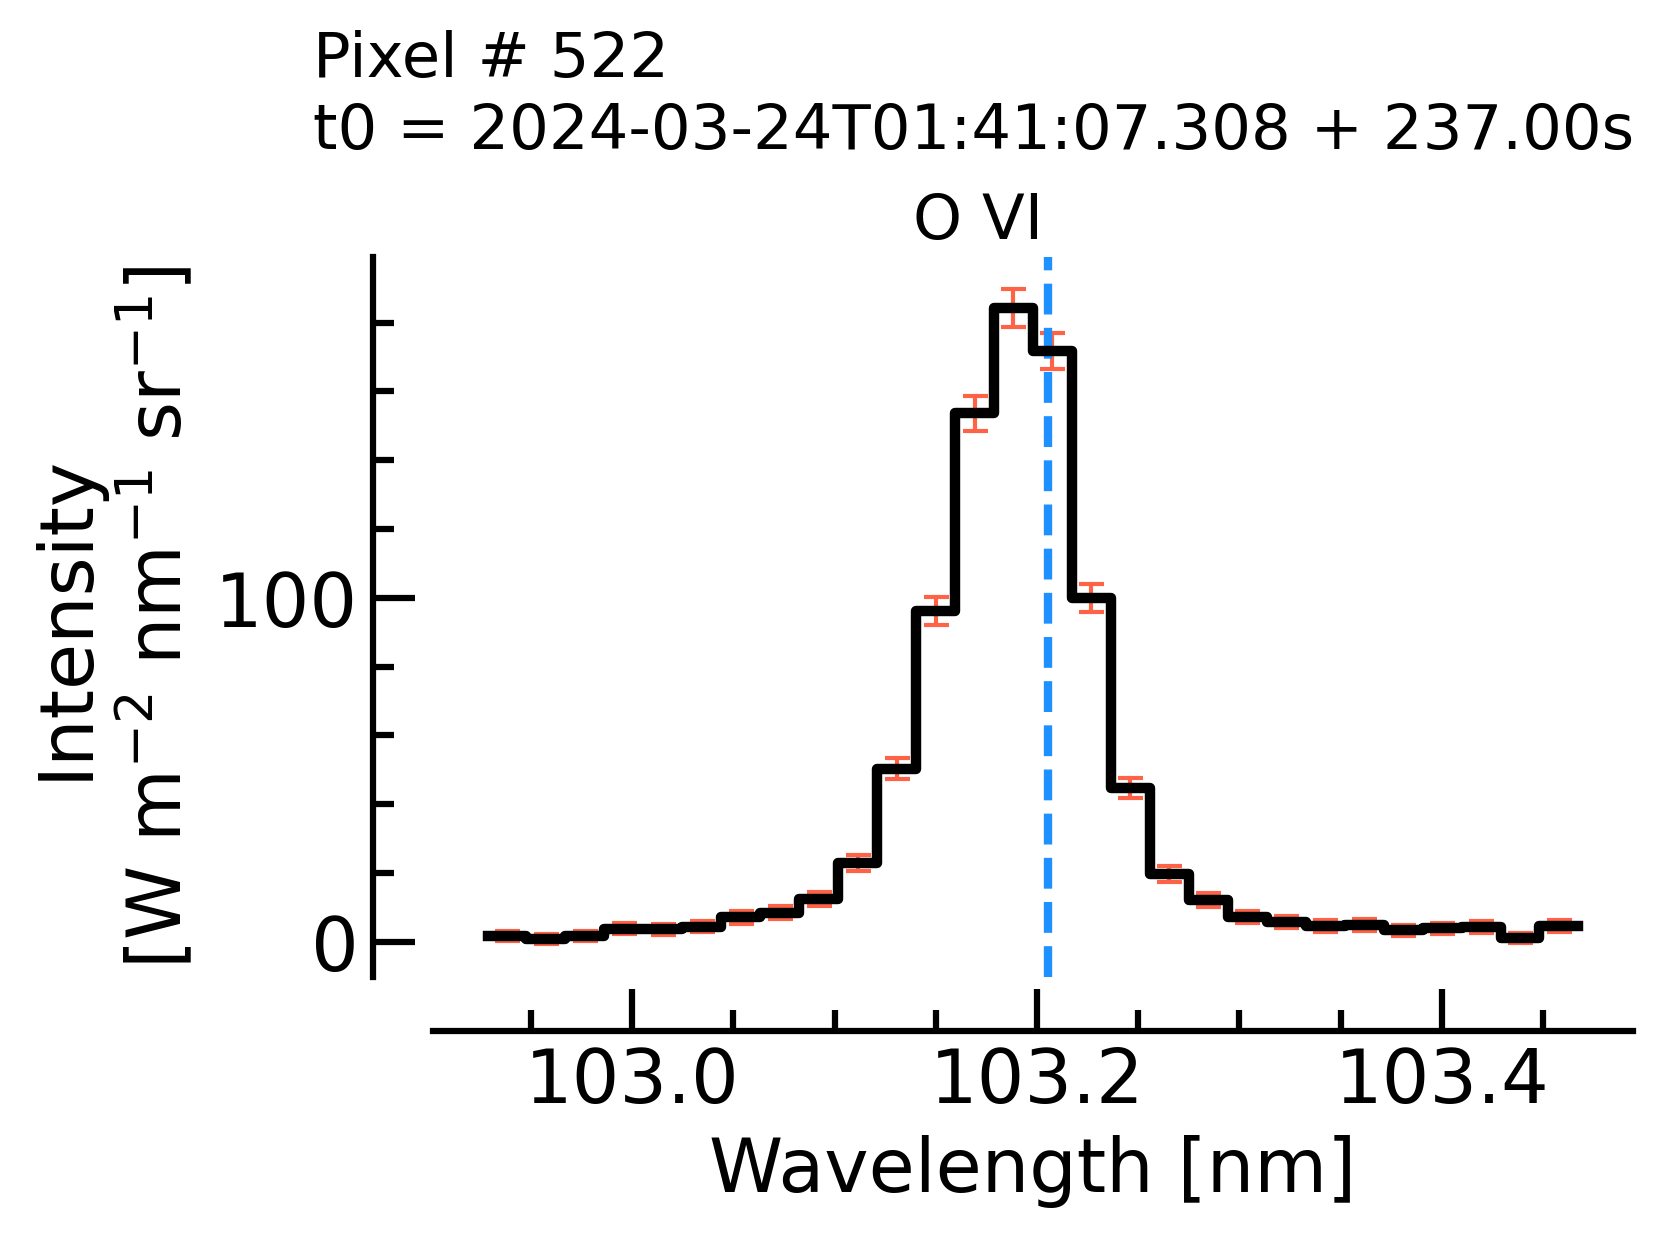 Pixel # 522
t0 = 2024-03-24T01:41:07.308 + 237.00s
O VI
Intensity
[W m⁻² nm⁻¹ sr⁻¹]
100
0
103.0
103.2
103.4
Wavelength [nm]